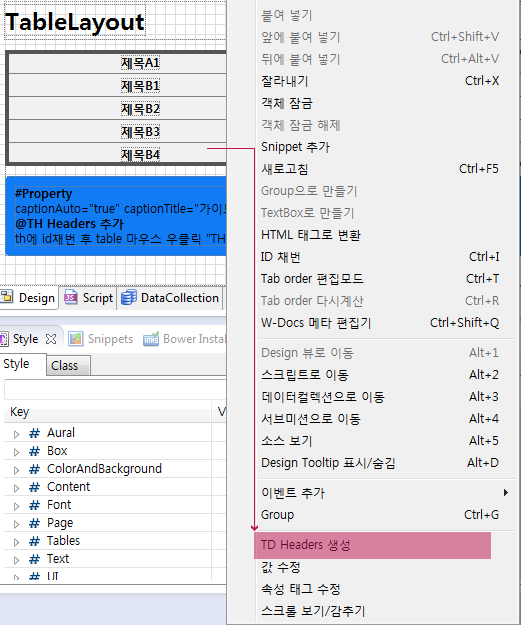 TableLayout
제목A1
제목B1
제목B2
제목B3
제목B4
#Property
captionAuto="true" captionTitle="가이드
@TH Headers 추가
th에 id채번 후 table 마우스 우클릭 "TH
Design
Script
DataCollection
Style
Snippets
Bower Instal
Style
Class
Key
V
Aural
Box
ColorAndBackground
Content
Font
Page
Tables
Text
UI
붙여 넣기
앞에 붙여 넣기 Ctrl+Shift+V
뒤에 붙여 넣기 Ctrl+Alt+V
잘라내기 Ctrl+X
객체 잠금
객체 잠금 해제
Snippet 추가
새로고침 Ctrl+F5
Group으로 만들기
TextBox로 만들기
HTML 태그로 변환
ID 채번 Ctrl+I
Tab order 편집모드 Ctrl+T
Tab order 다시계산 Ctrl+R
W-Docs 메타 편집기 Ctrl+Shift+Q
Design 뷰로 이동 Alt+1
스크립트로 이동 Alt+2
데이터컬렉션으로 이동 Alt+3
서브미션으로 이동 Alt+4
소스 보기 Alt+5
Design Tooltip 표시/숨김 Alt+D
이벤트 추가
Group Ctrl+G
TD Headers 생성
값 수정
속성 태그 수정
스크롤 보기/감추기